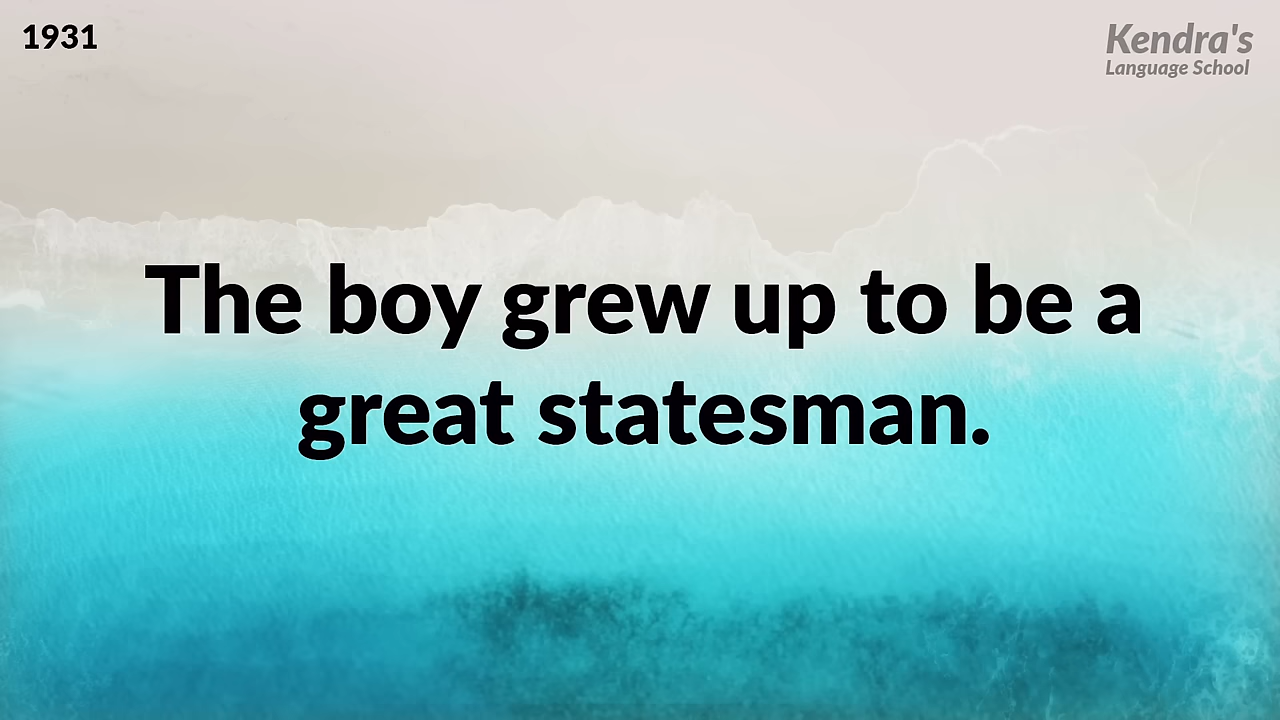 1931
Kendra's
Language School
The boy grew up to be a
great statesman.